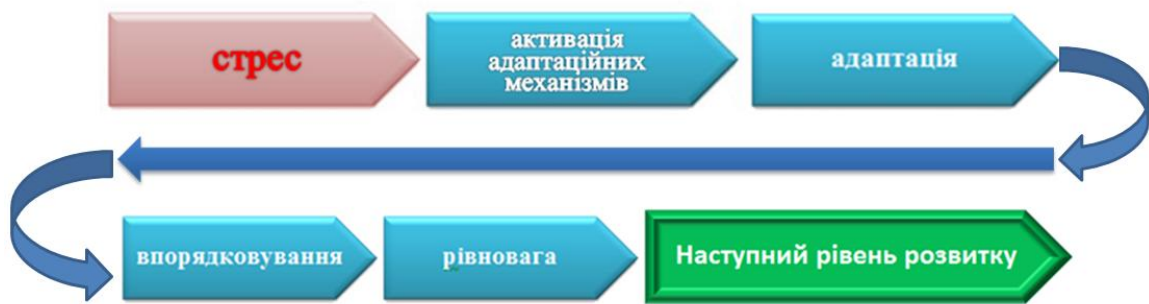 стрес
активація
адаптаційних
механізмів
адаптація
впорядковування
рівновага
Наступний рівень розвитку